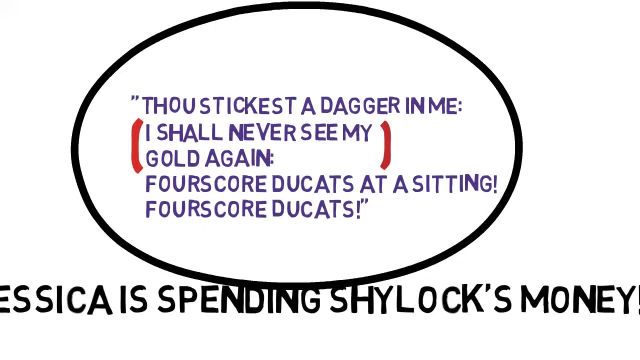 "THOU STICKEST A DAGGER IN ME:
I SHALL NEVER SEE MY
GOLD AGAIN:
FOURSCORE DUCATS AT A SITTING!
FOURSCORE DUCATS!"
ESSICA IS SPENDING SHYLOCK'S MONEY!